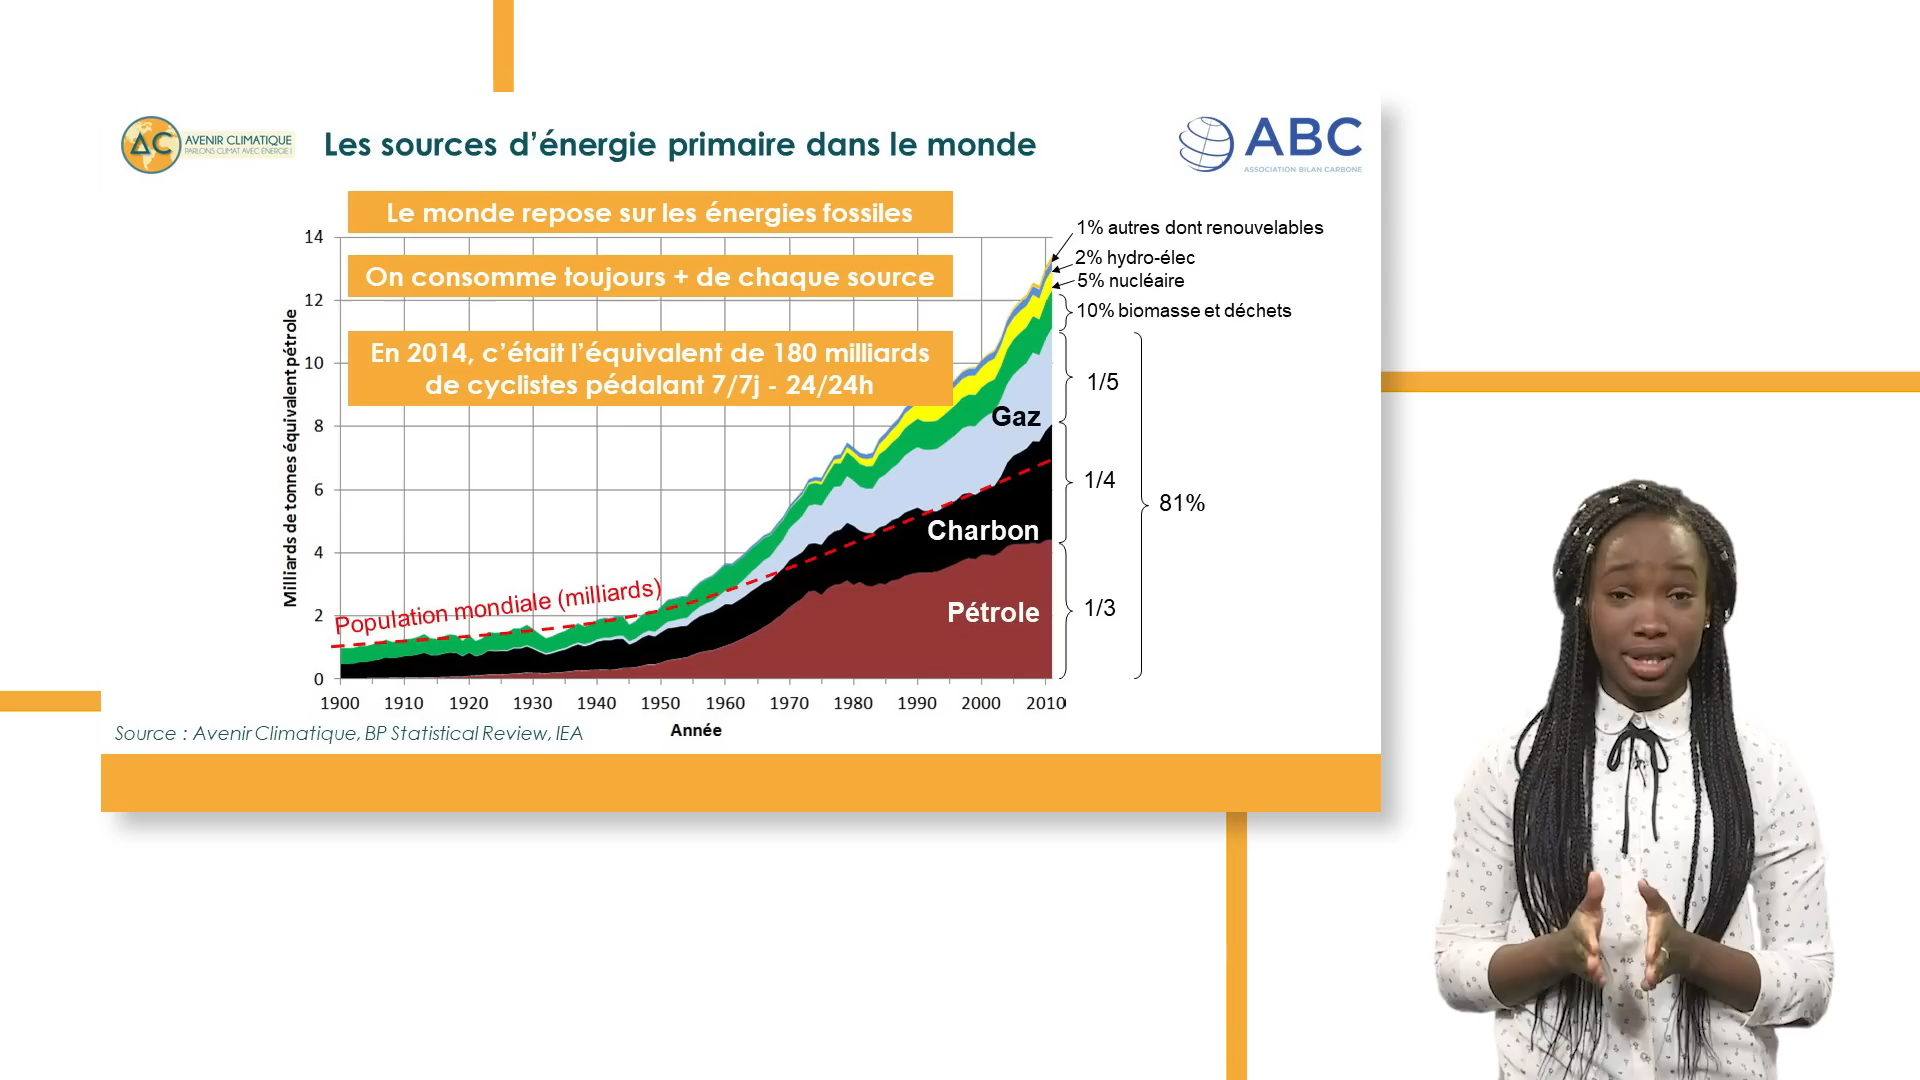 AVENIR CLIMATIQUE
PARLONS CLIMAT AVEC ÉNERGIE !
Les sources d’énergie primaire dans le monde
ABC
ASSOCIATION BILAN CARBONE
Le monde repose sur les énergies fossiles
On consomme toujours + de chaque source
En 2014, c’était l’équivalent de 180 milliards
de cyclistes pédalant 7/7j - 24/24h
1% autres dont renouvelables
2% hydro-élec
5% nucléaire
10% biomasse et déchets
1/5
1/4
1/3
81%
Gaz
Charbon
Pétrole
Population mondiale (milliards)
Milliards de tonnes équivalent pétrole
14
12
10
8
6
4
2
0
1900 1910 1920 1930 1940 1950 1960 1970 1980 1990 2000 2010
Année
Source : Avenir Climatique, BP Statistical Review, IEA